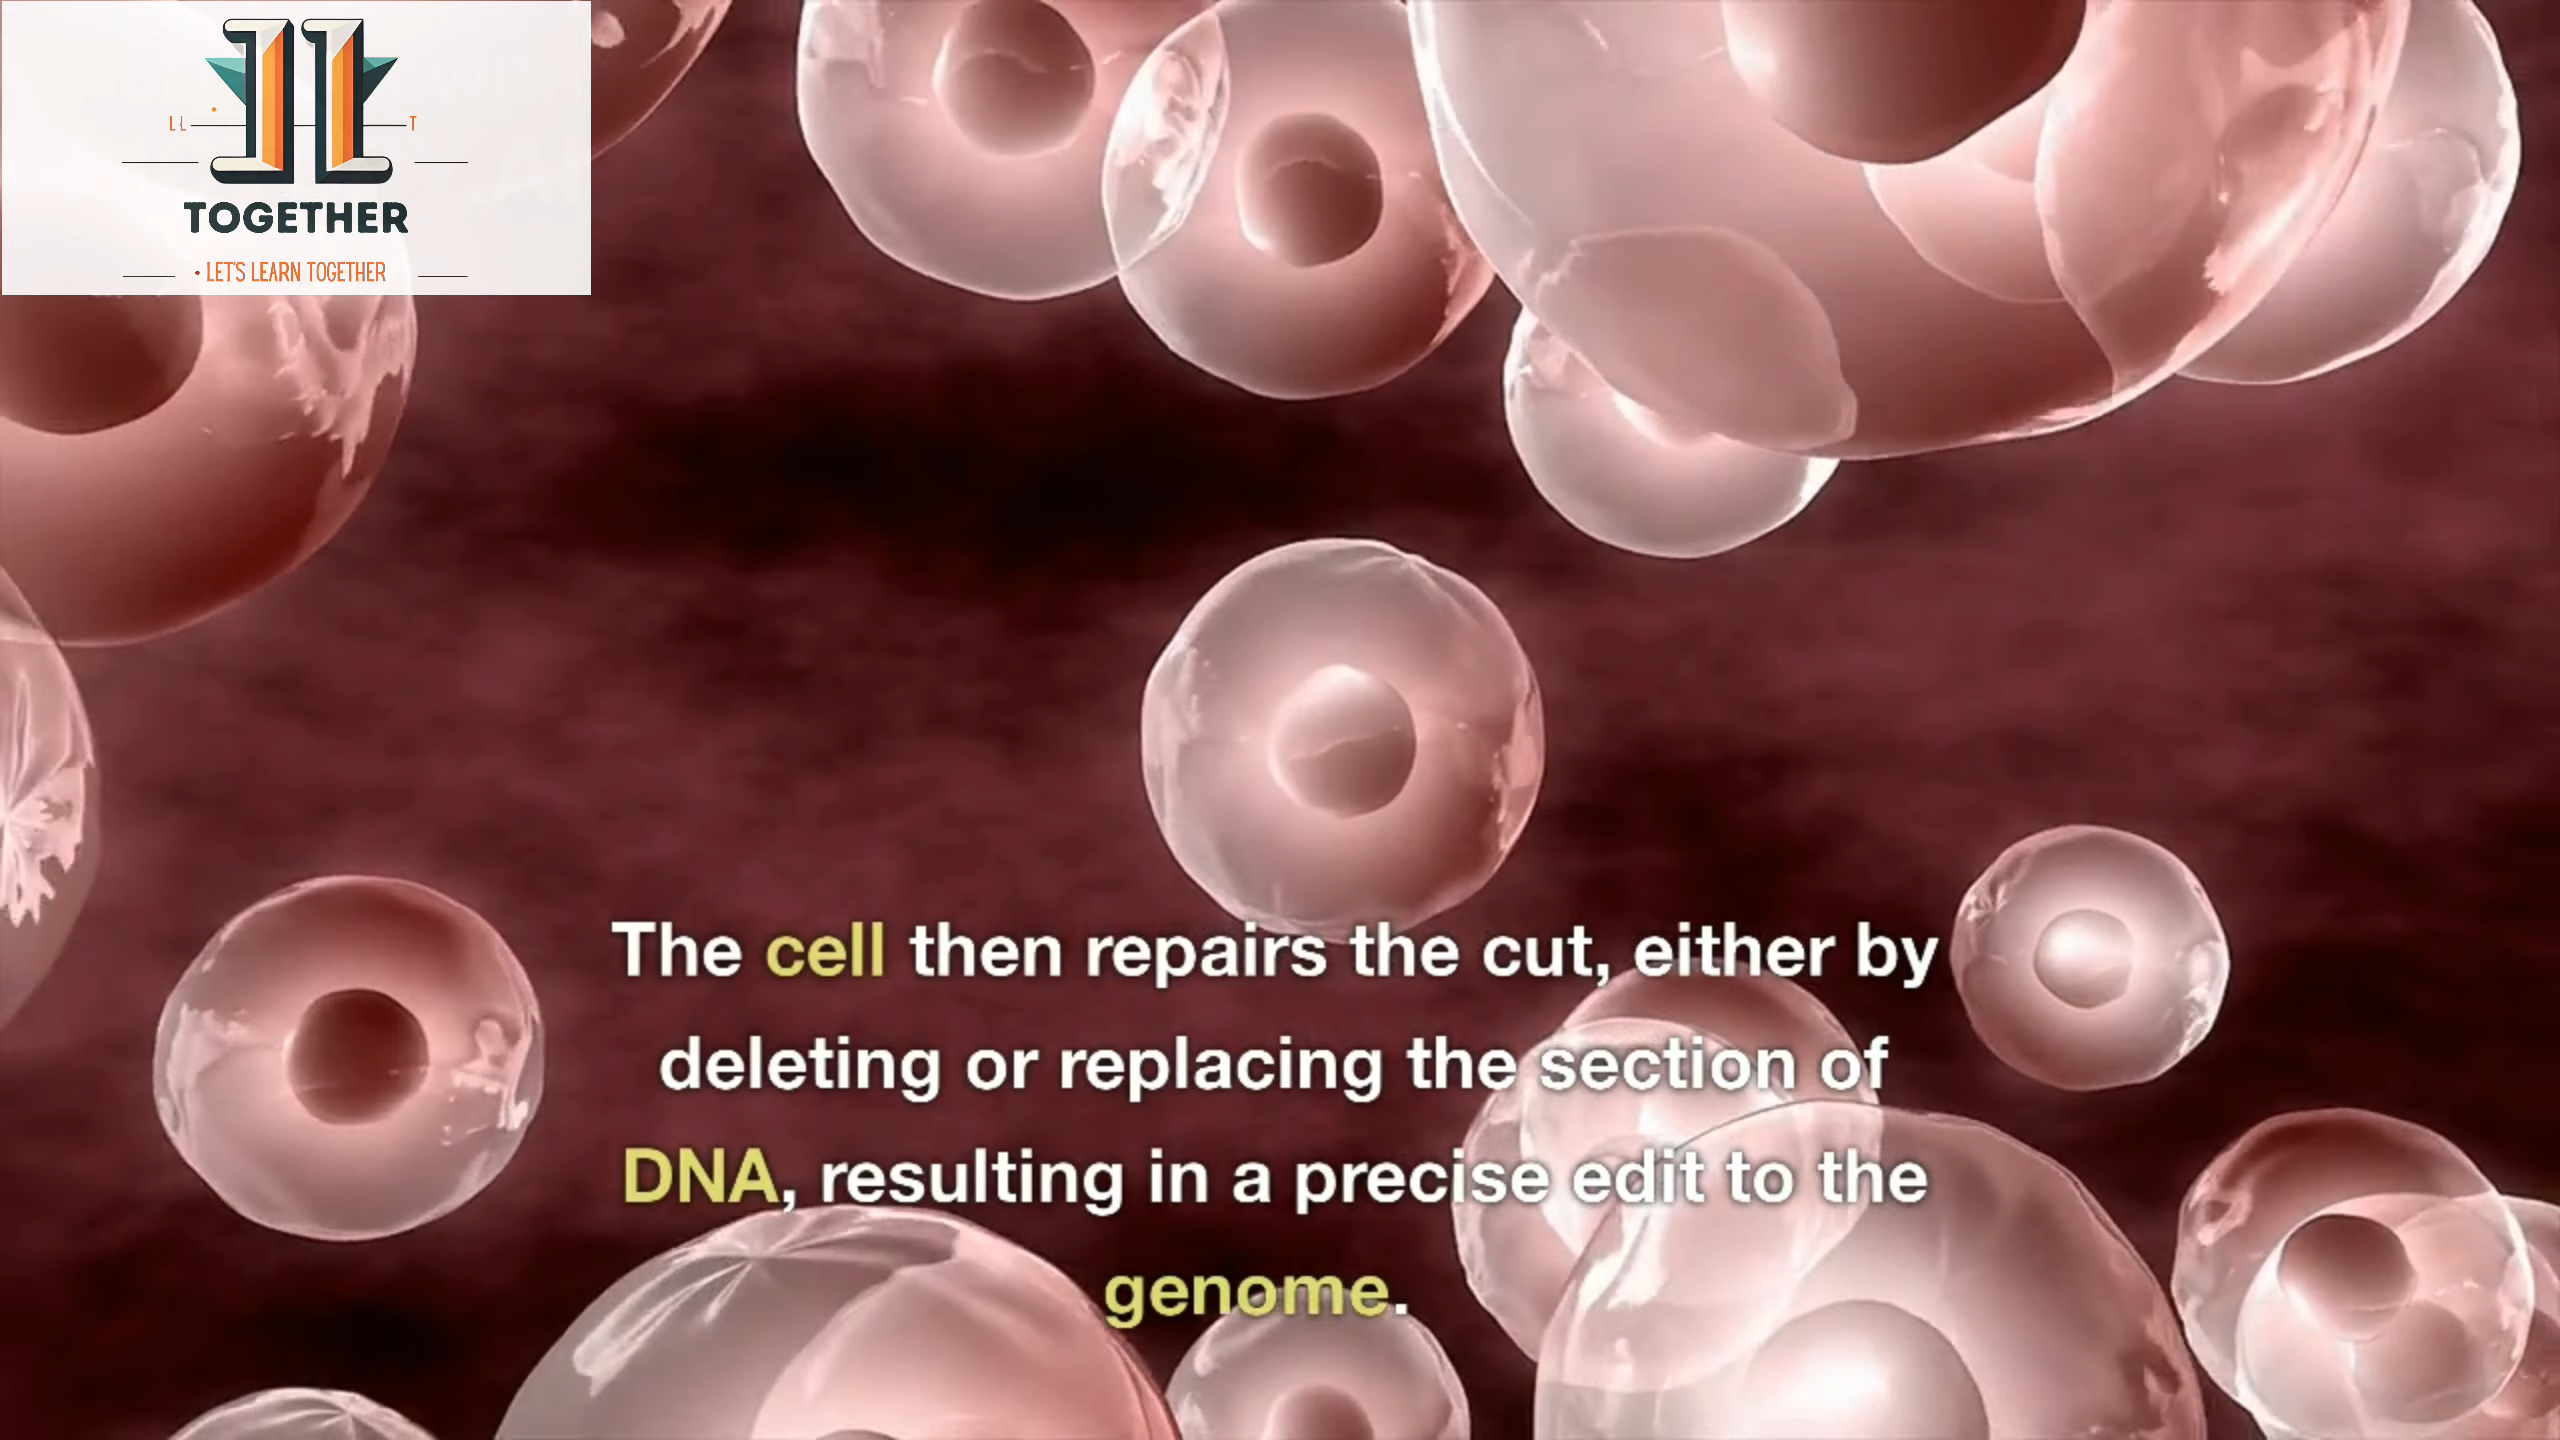 LL T
TOGETHER
• LET'S LEARN TOGETHER
The cell then repairs the cut, either by
deleting or replacing the section of
DNA, resulting in a precise edit to the
genome.